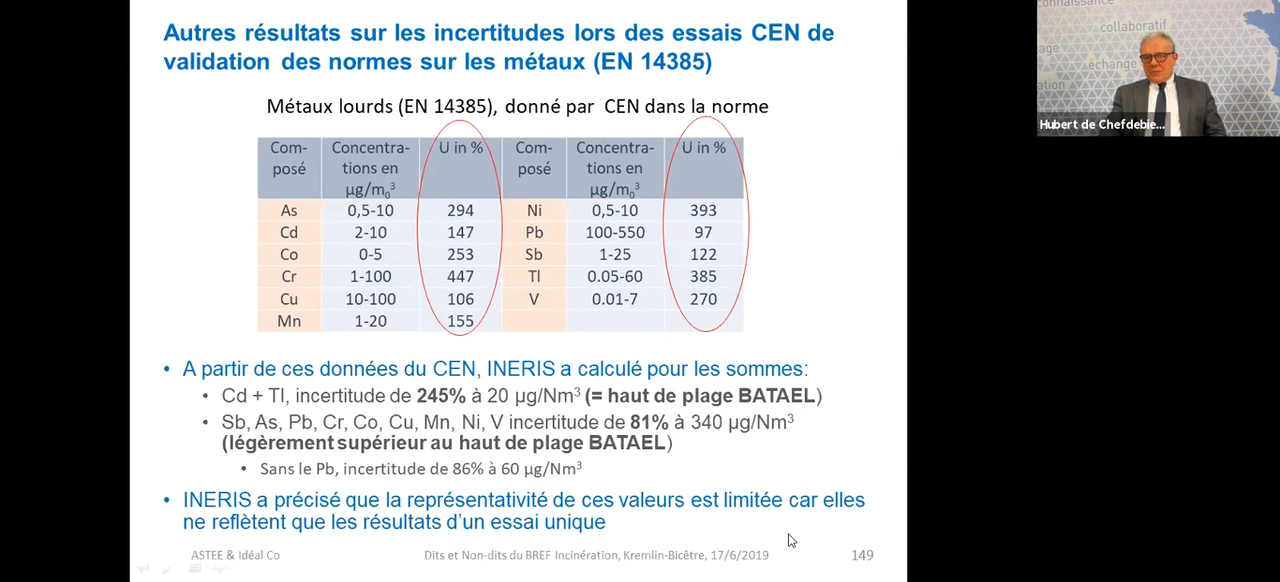 Autres résultats sur les incertitudes lors des essais CEN de
validation des normes sur les métaux (EN 14385)
Métaux lourds (EN 14385), donné par CEN dans la norme
Com-posé Concentra-tions en µg/m₀³ U in % Com-posé Concentra-tions en µg/m₀³ U in %
As 0,5-10 294 Ni 0,5-10 393
Cd 2-10 147 Pb 100-550 97
Co 0-5 253 Sb 1-25 122
Cr 1-100 447 Tl 0.05-60 385
Cu 10-100 106 V 0.01-7 270
Mn 1-20 155
• A partir de ces données du CEN, INERIS a calculé pour les sommes:
• Cd + Tl, incertitude de 245% à 20 µg/Nm³ (= haut de plage BATAEL)
• Sb, As, Pb, Cr, Co, Cu, Mn, Ni, V incertitude de 81% à 340 µg/Nm³
(légèrement supérieur au haut de plage BATAEL)
• Sans le Pb, incertitude de 86% à 60 µg/Nm³
• INERIS a précisé que la représentativité de ces valeurs est limitée car elles
ne reflètent que les résultats d'un essai unique
ASTEE & Idéal Co Dits et Non-dits du BREF Incinération, Kremlin-Bicêtre, 17/6/2019 149
connaissance
collaboratif
échange
Hubert de Chefdebie...